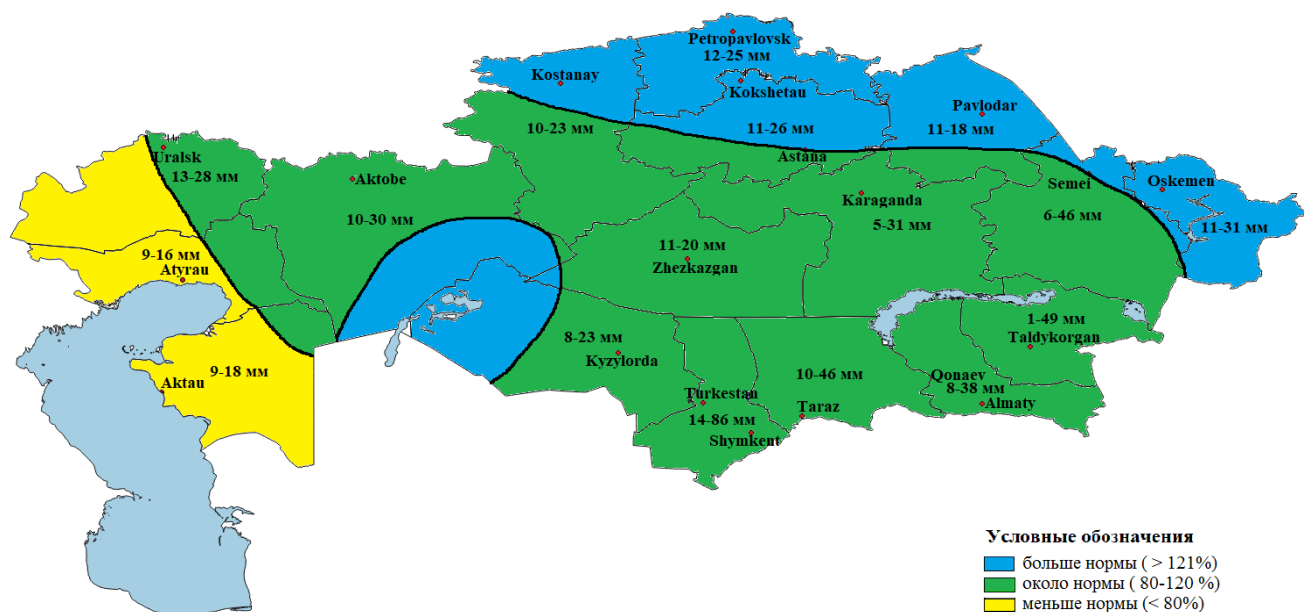 Petropavlovsk
12-25 мм
Kostanay
Kokshetau
Pavlodar
11-26 мм
11-18 мм
10-23 мм
Uralsk
13-28 мм
Astana
Aktobe
Semei
Oskemen
Karaganda
10-30 мм
5-31 мм
6-46 мм
11-31 мм
9-16 мм
Atyrau
11-20 мм
Zhezkazgan
1-49 мм
Taldykorgan
8-23 мм
Kyzylorda
9-18 мм
Aktau
10-46 мм
Qonaev
8-38 мм
Almaty
Turkestan
14-86 мм
Shymkent
Taraz
Условные обозначения
больше нормы ( > 121%)
около нормы ( 80-120 %)
меньше нормы (< 80%)